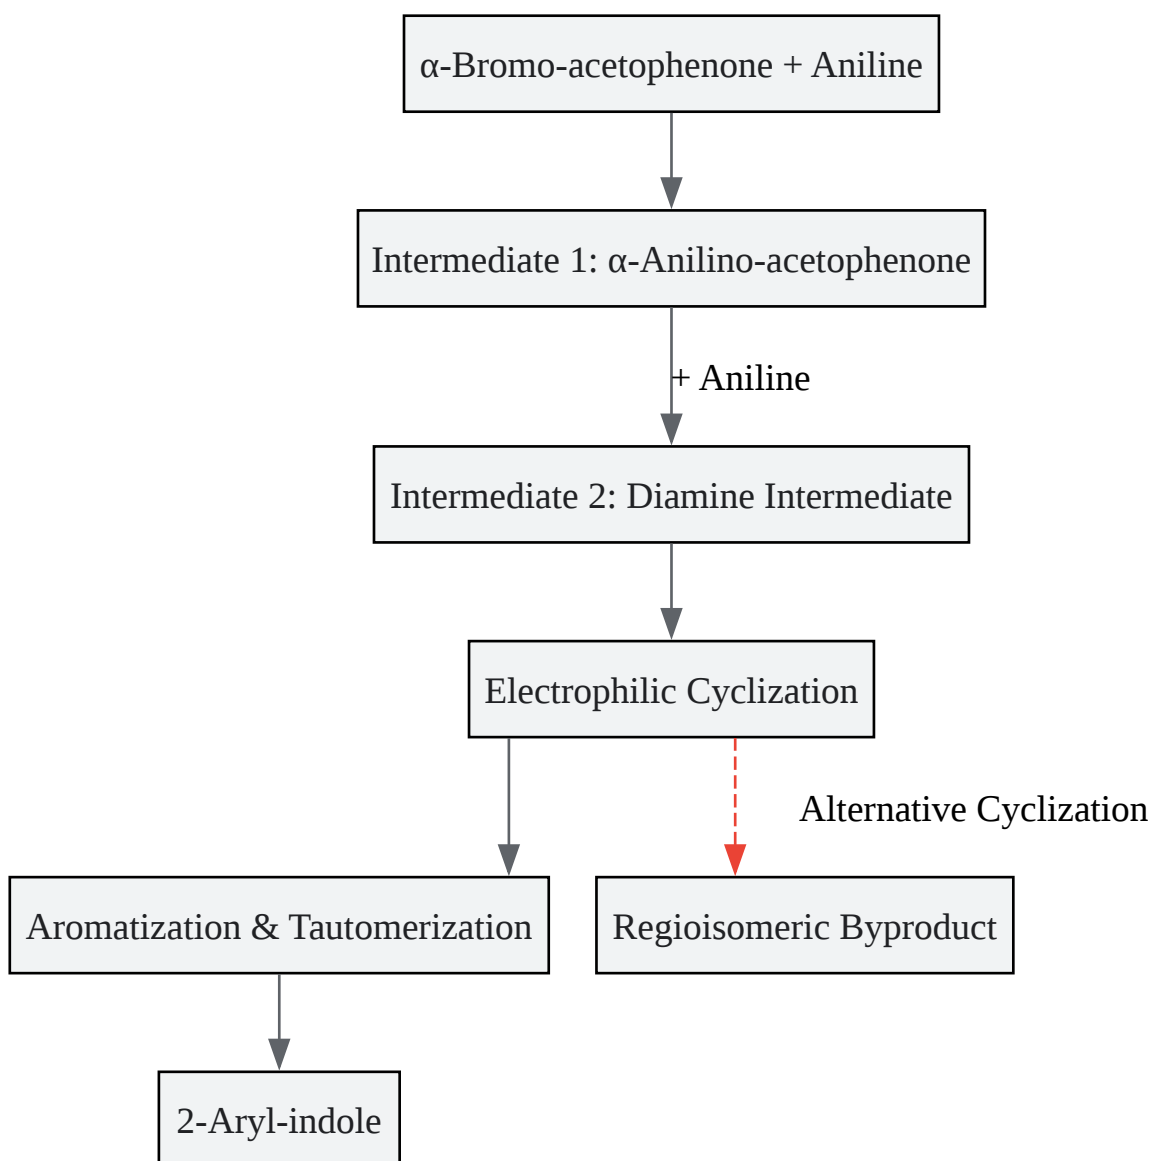 α-Bromo-acetophenone + Aniline
Intermediate 1: α-Anilino-acetophenone
+ Aniline
Intermediate 2: Diamine Intermediate
Electrophilic Cyclization
Alternative Cyclization
Aromatization & Tautomerization
Regioisomeric Byproduct
2-Aryl-indole